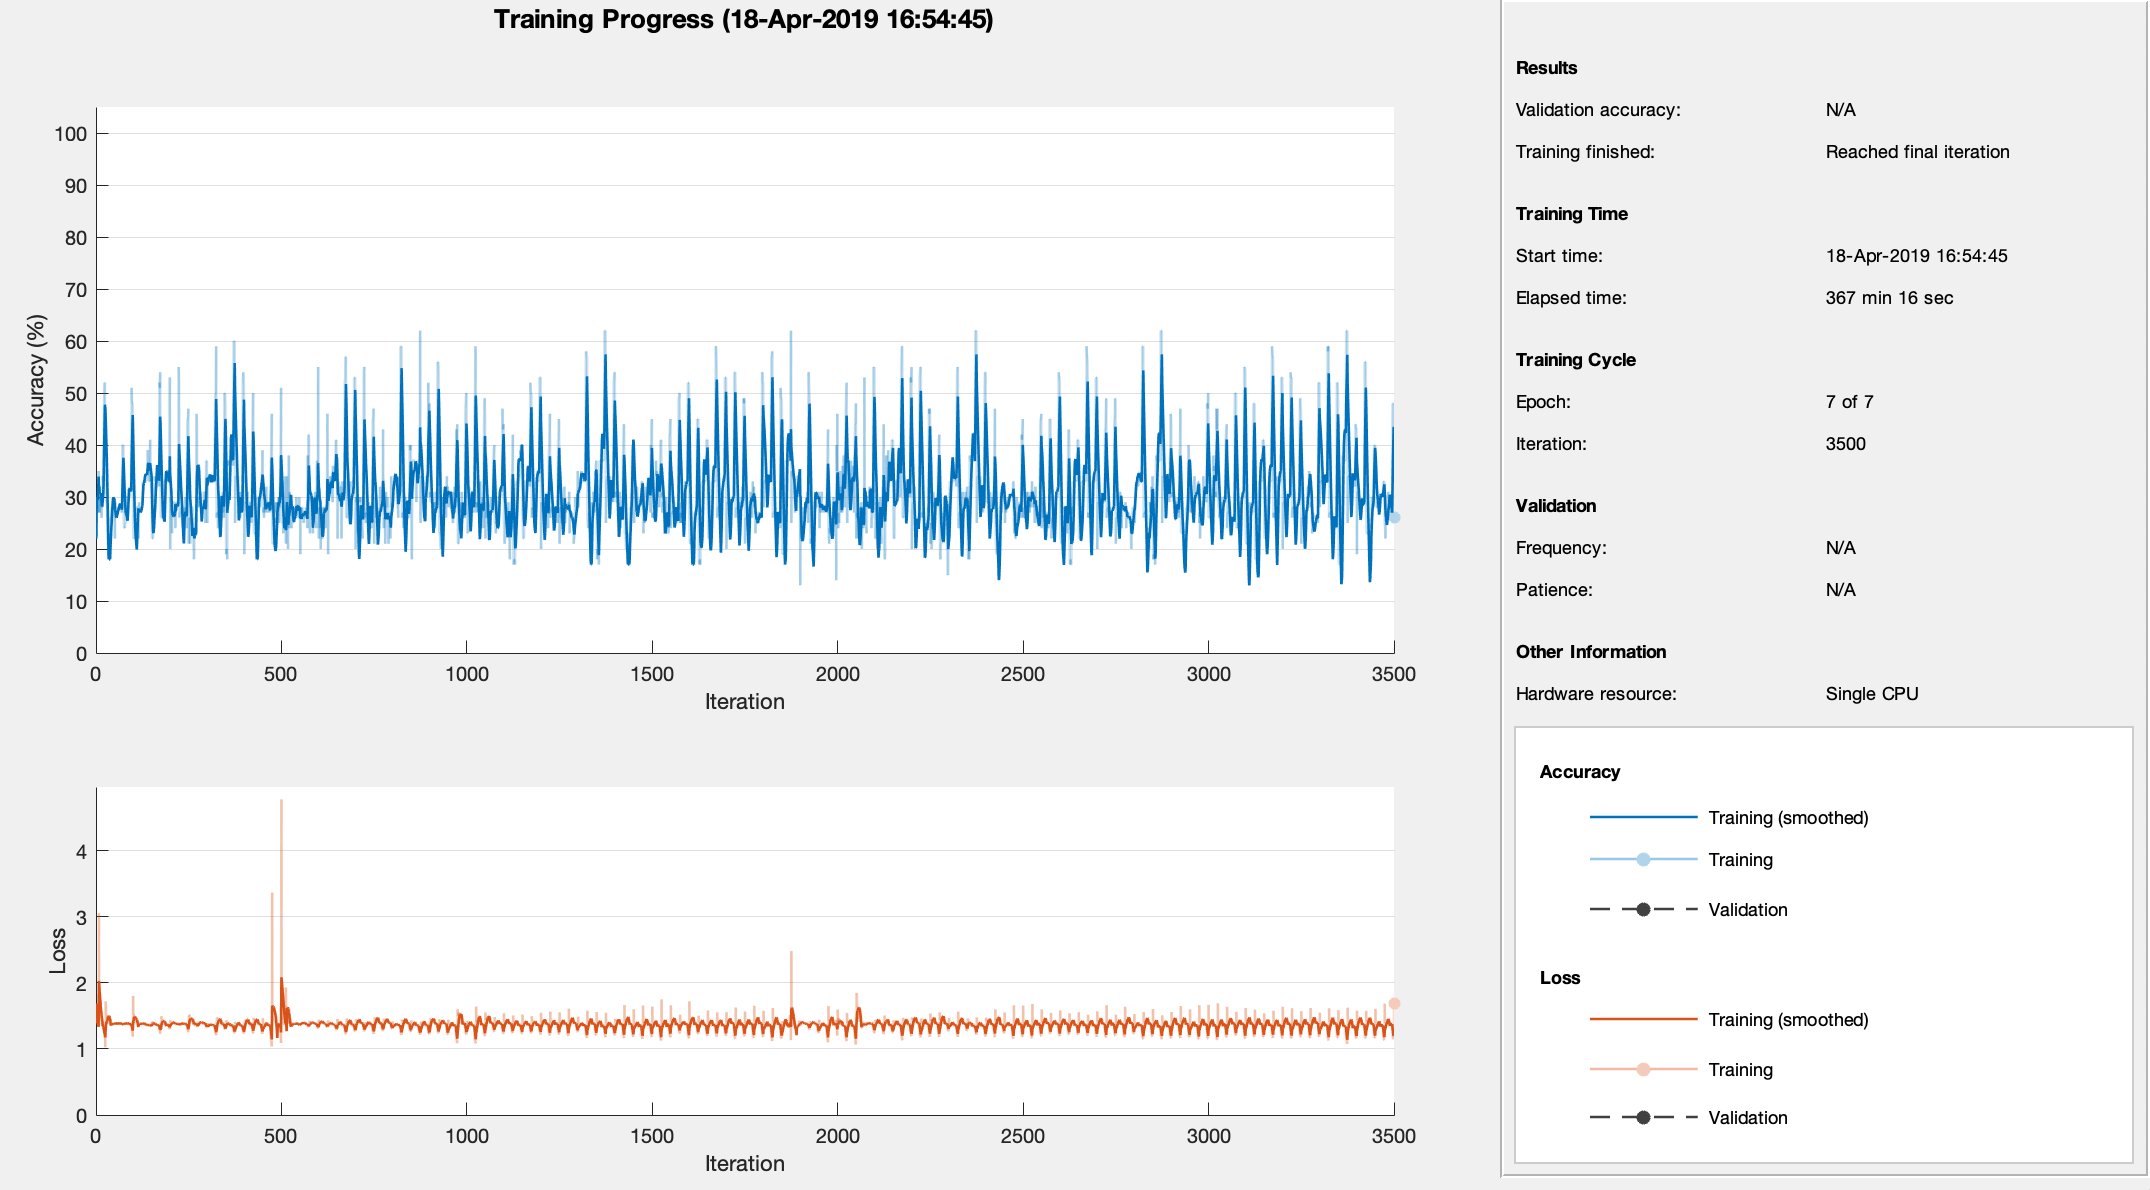 Training Progress (18-Apr-2019 16:54:45)
100
90
80
70
60
50
40
30
20
10
0
Accuracy (%)
0 500 1000 1500 2000 2500 3000 3500
Iteration
4
3
2
1
0
Loss
0 500 1000 1500 2000 2500 3000 3500
Iteration
Results
Validation accuracy: N/A
Training finished: Reached final iteration
Training Time
Start time: 18-Apr-2019 16:54:45
Elapsed time: 367 min 16 sec
Training Cycle
Epoch: 7 of 7
Iteration: 3500
Validation
Frequency: N/A
Patience: N/A
Other Information
Hardware resource: Single CPU
Accuracy
Training (smoothed)
Training
Validation
Loss
Training (smoothed)
Training
Validation